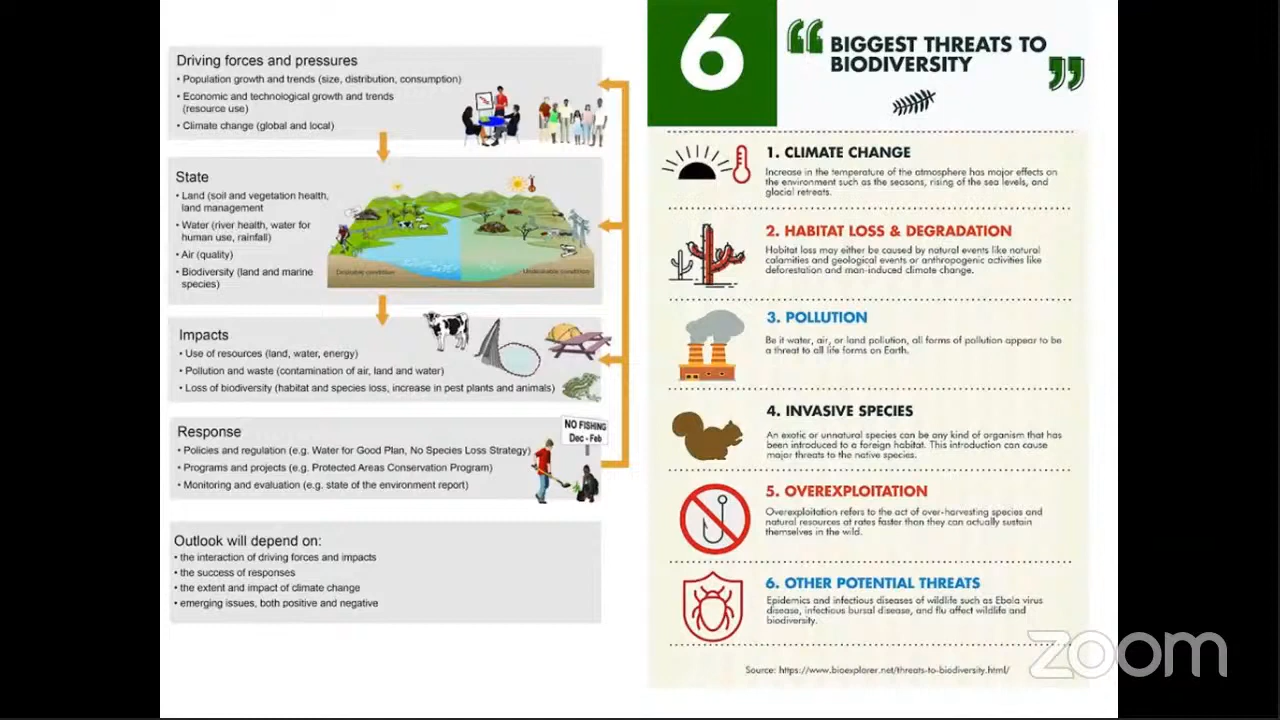 Driving forces and pressures
• Population growth and trends (size, distribution, consumption)
• Economic and technological growth and trends
(resource use)
• Climate change (global and local)
State
• Land (soil and vegetation health,
land management
• Water (river health, water for
human use, rainfall)
• Air (quality)
• Biodiversity (land and marine
species)
Desirable condition
Undesirable condition
Impacts
• Use of resources (land, water, energy)
• Pollution and waste (contamination of air, land and water)
• Loss of biodiversity (habitat and species loss, increase in pest plants and animals)
Response
• Policies and regulation (e.g. Water for Good Plan, No Species Loss Strategy)
• Programs and projects (e.g. Protected Areas Conservation Program)
• Monitoring and evaluation (e.g. state of the environment report)
NO FISHING
Dec - Feb
Outlook will depend on:
• the interaction of driving forces and impacts
• the success of responses
• the extent and impact of climate change
• emerging issues, both positive and negative
6
“ BIGGEST THREATS TO
BIODIVERSITY ”
1. CLIMATE CHANGE
Increase in the temperature of the atmosphere has major effects on
the environment such as the seasons, rising of the sea levels, and
glacial retreats.
2. HABITAT LOSS & DEGRADATION
Habitat loss may either be caused by natural events like natural
calamities and geological events or anthropogenic activities like
deforestation and man-induced climate change.
3. POLLUTION
Be it water, air, or land pollution, all forms of pollution appear to be
a threat to all life forms on Earth.
4. INVASIVE SPECIES
An exotic or unnatural species can be any kind of organism that has
been introduced to a foreign habitat. This introduction can cause
major threats to the native species.
5. OVEREXPLOITATION
Overexploitation refers to the act of over-harvesting species and
natural resources at rates faster than they can actually sustain
themselves in the wild.
6. OTHER POTENTIAL THREATS
Epidemics and infectious diseases of wildlife such as Ebola virus
disease, infectious bursal disease, and flu affect wildlife and
biodiversity.
Source: https://www.bioexplorer.net/threats-to-biodiversity.html/
zoom